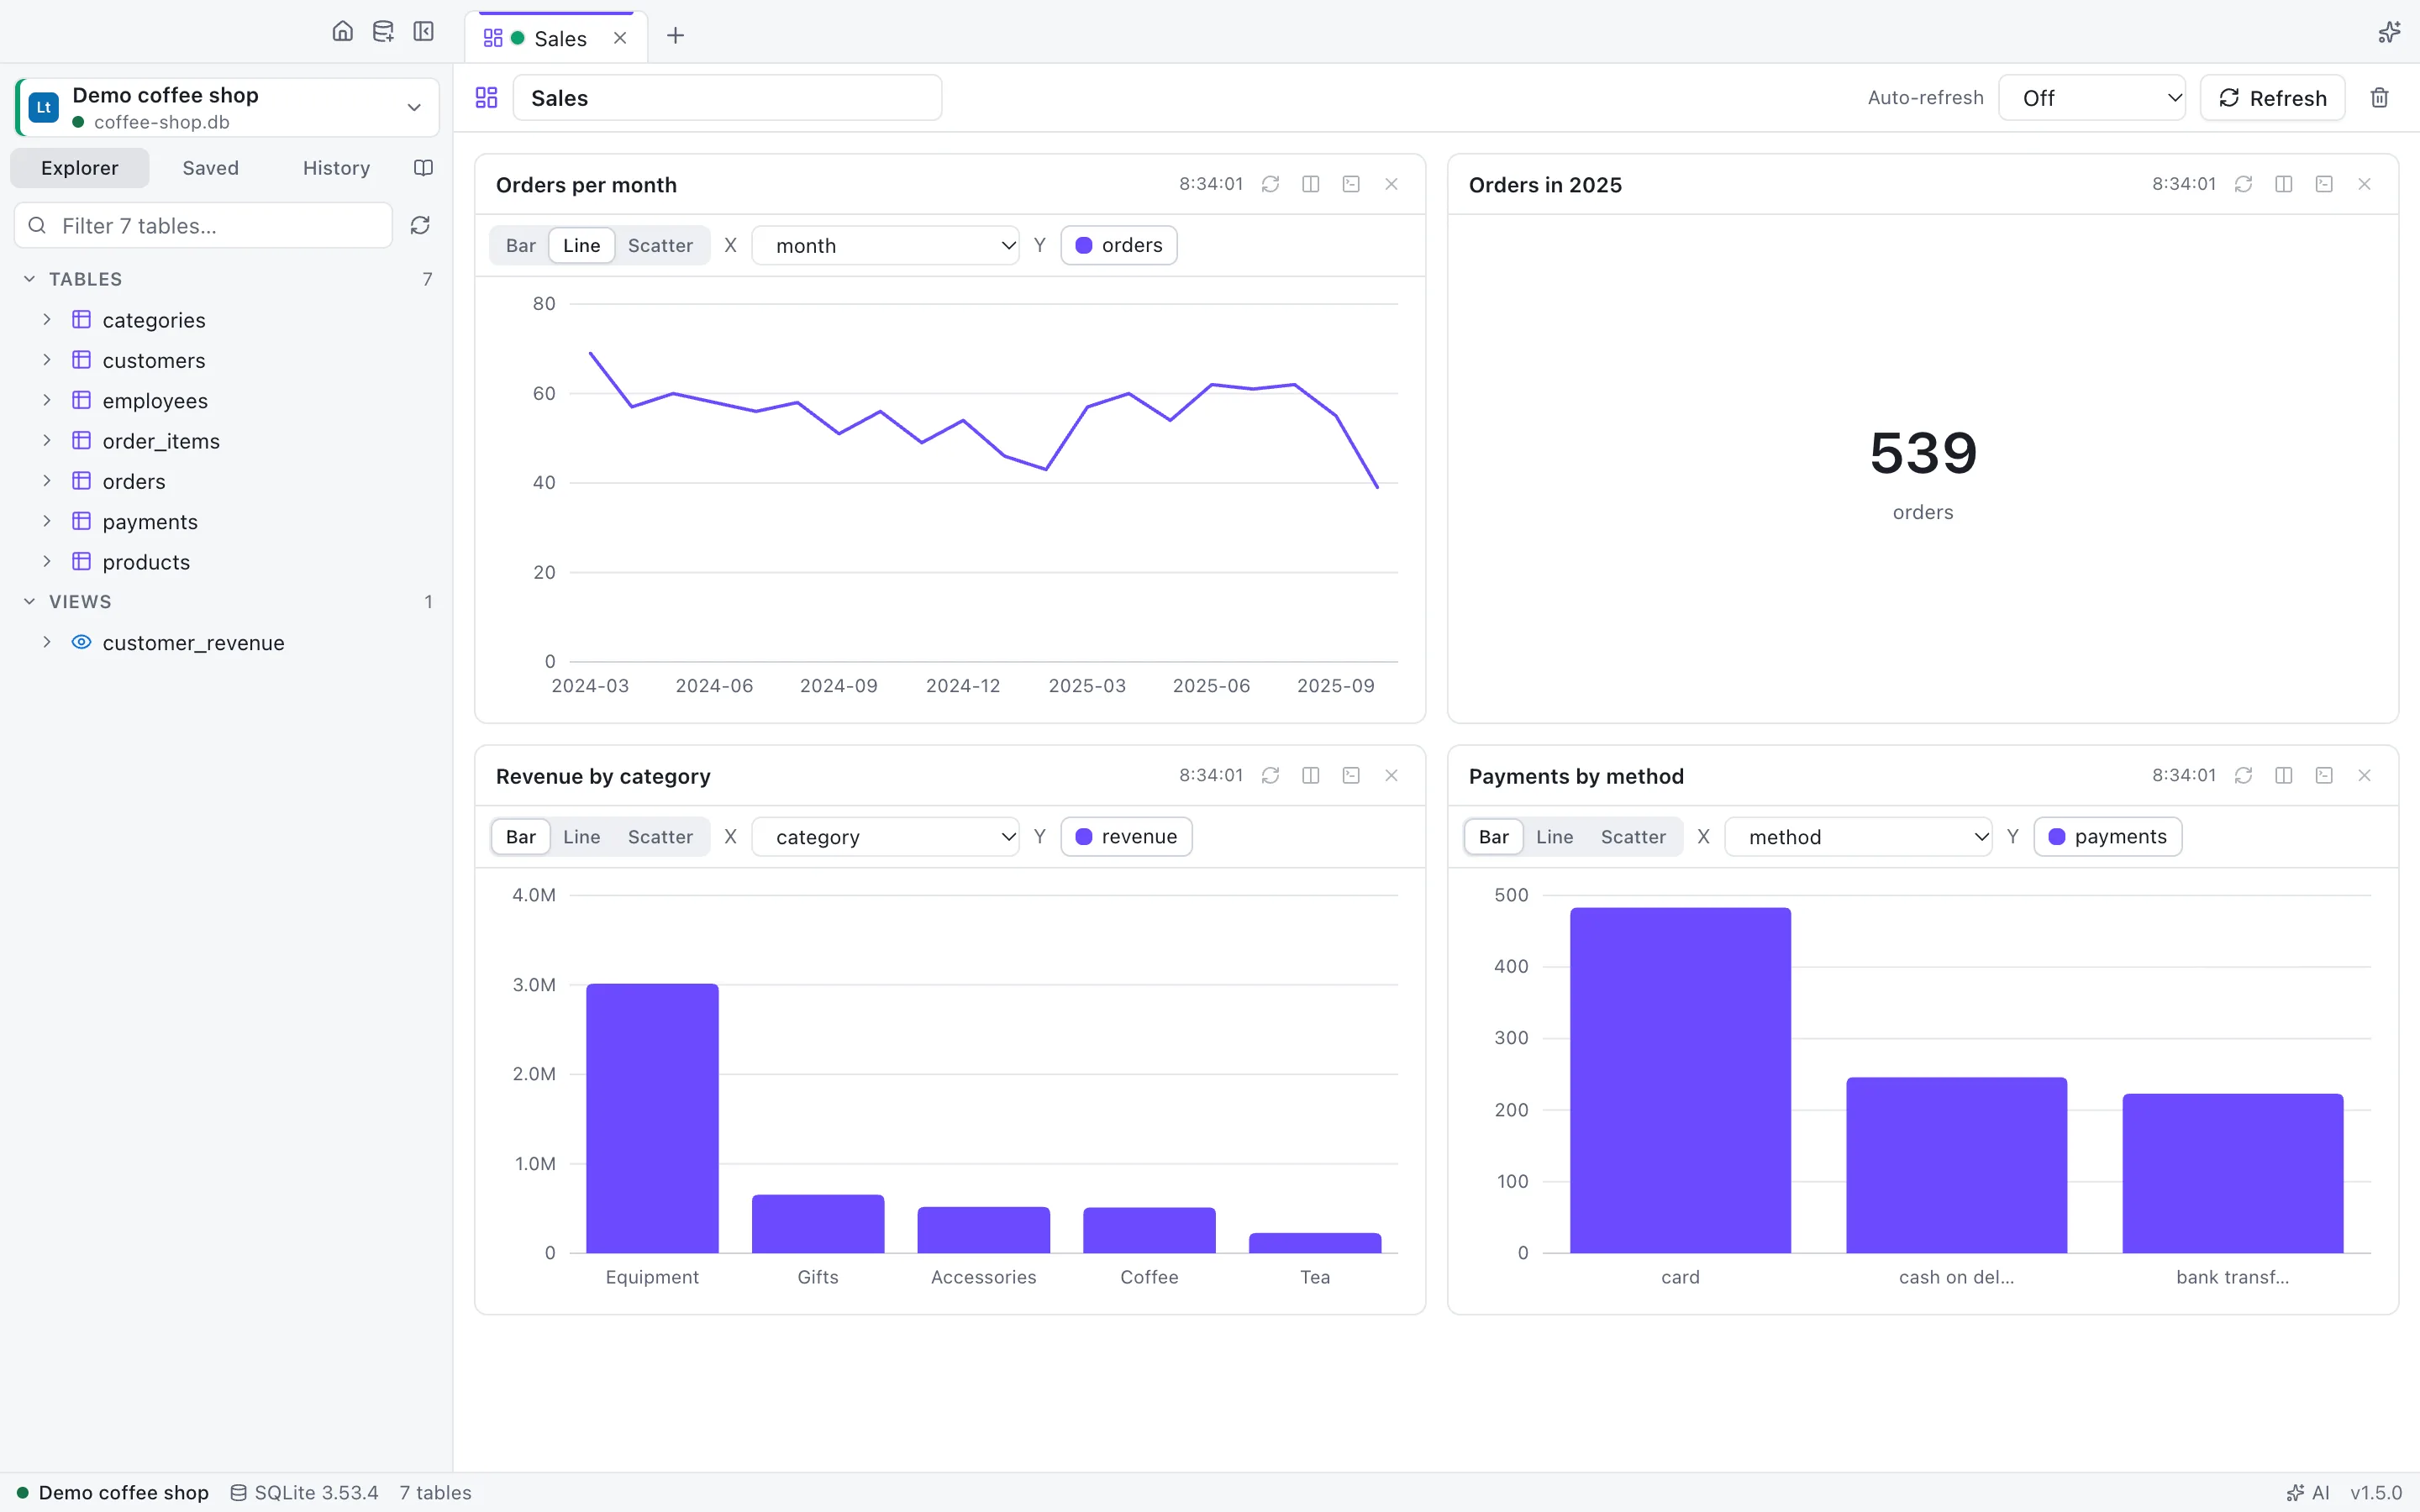 Sales
Lt
Demo coffee shop
coffee-shop.db
Sales
Auto-refresh
Off
Refresh
Explorer
Saved
History
Filter 7 tables...
TABLES 7
categories
customers
employees
order_items
orders
payments
products
VIEWS 1
customer_revenue
Orders per month
8:34:01
Bar Line Scatter X month Y orders
80
60
40
20
0
2024-03 2024-06 2024-09 2024-12 2025-03 2025-06 2025-09
Orders in 2025
8:34:01
539
orders
Revenue by category
8:34:01
Bar Line Scatter X category Y revenue
4.0M
3.0M
2.0M
1.0M
0
Equipment Gifts Accessories Coffee Tea
Payments by method
8:34:01
Bar Line Scatter X method Y payments
500
400
300
200
100
0
card cash on del... bank transf...
Demo coffee shop SQLite 3.53.4 7 tables
AI v1.5.0